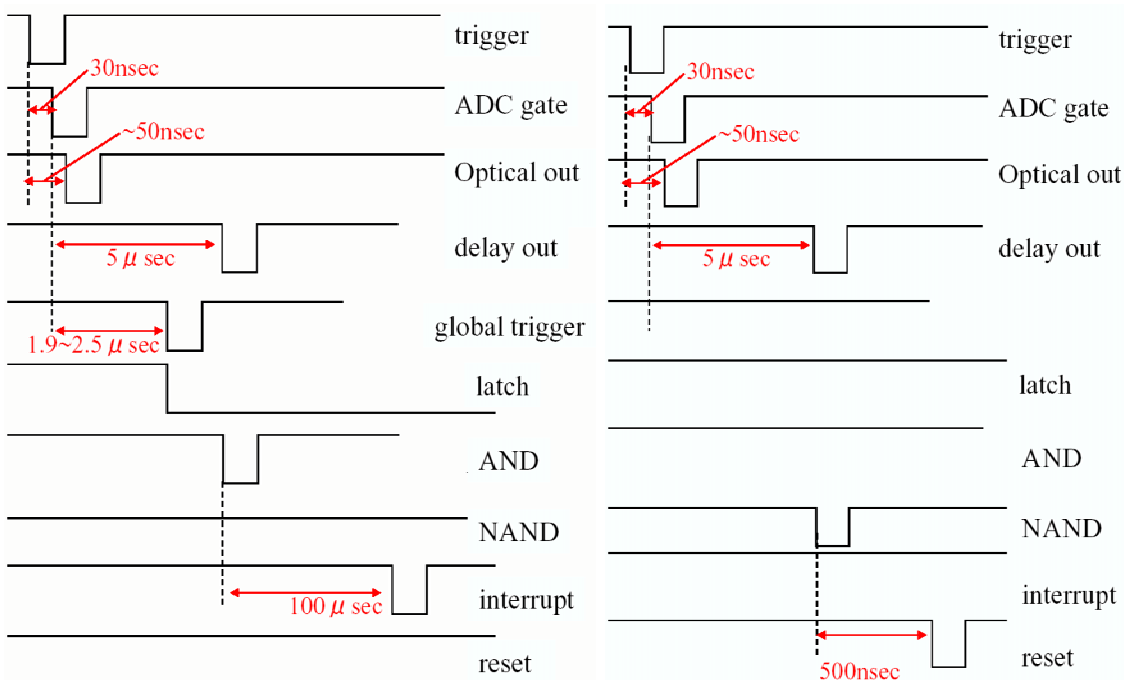 trigger
30nsec
ADC gate
~50nsec
Optical out
delay out
5 μ sec
global trigger
1.9~2.5 μ sec
latch
AND
NAND
interrupt
100 μ sec
reset
trigger
30nsec
ADC gate
~50nsec
Optical out
delay out
5 μ sec
latch
AND
NAND
interrupt
reset
500nsec